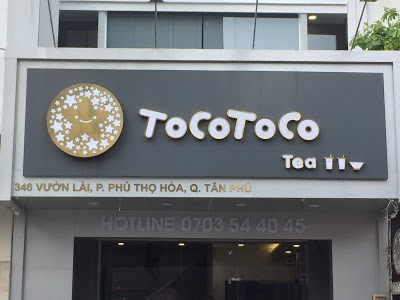 ToCoToCo
Tea
346 VƯỜN LÀI, P. PHÚ THỌ HÒA, Q. TÂN PHÚ
HOTLINE 0703 54 40 45